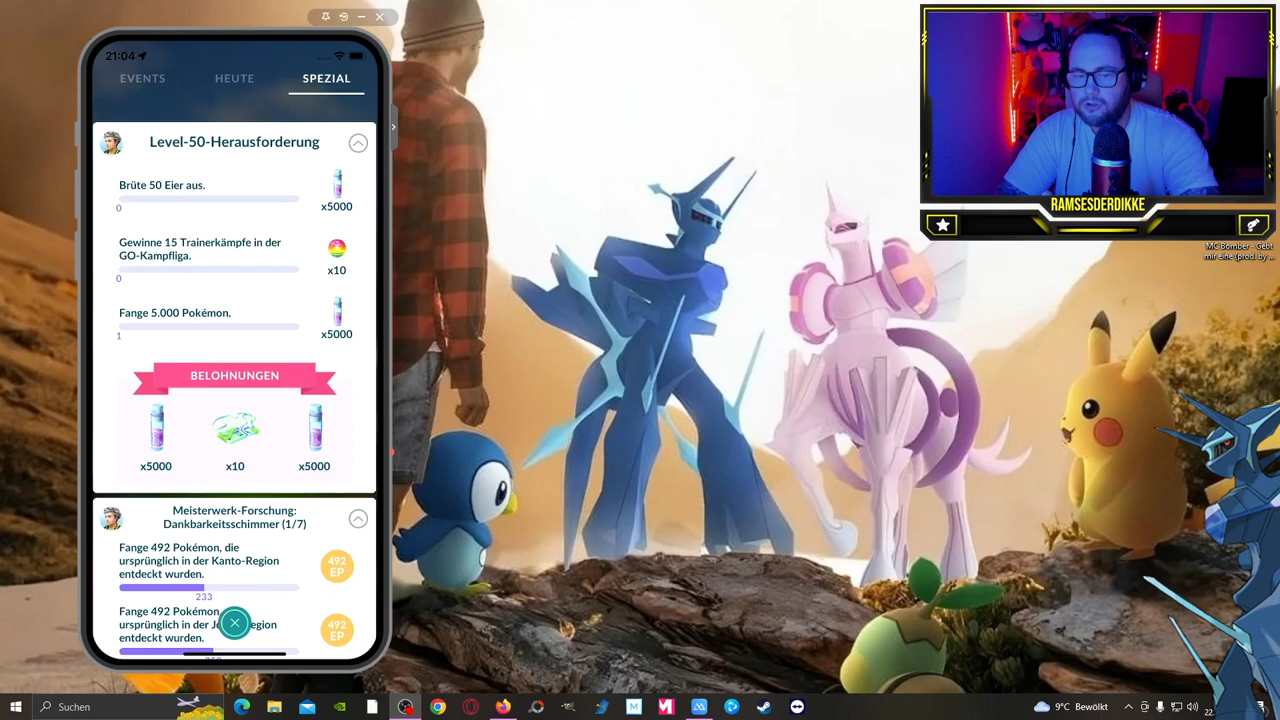 21:04
EVENTS
HEUTE
SPEZIAL
Level-50-Herausforderung
Brüte 50 Eier aus.
0
x5000
Gewinne 15 Trainerkämpfe in der
GO-Kampfliga.
0
x10
Fange 5.000 Pokémon.
1
x5000
BELOHNUNGEN
x5000
x10
x5000
Meisterwerk-Forschung:
Dankbarkeitsschimmer (1/7)
Fange 492 Pokémon, die
ursprünglich in der Kanto-Region
entdeckt wurden.
233
492
EP
Fange 492 Pokémon,
ursprünglich in der J egion
entdeckt wurden.
492
EP
RAMSESDERDIKKE
MC Bomber - Gebt
mir eine (prod. by ...
Suchen
9°C Bewölkt
22.